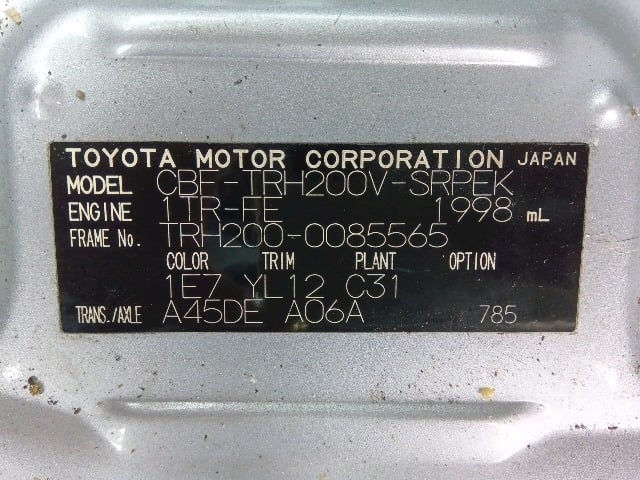 TOYOTA MOTOR CORPORATION JAPAN
MODEL CBF-TRH200V-SRPEK
ENGINE 1TR-FE 1998 mL
FRAME No. TRH200-0085565
COLOR TRIM PLANT OPTION
1E7 YL12 C31
TRANS./AXLE A45DE A06A 785